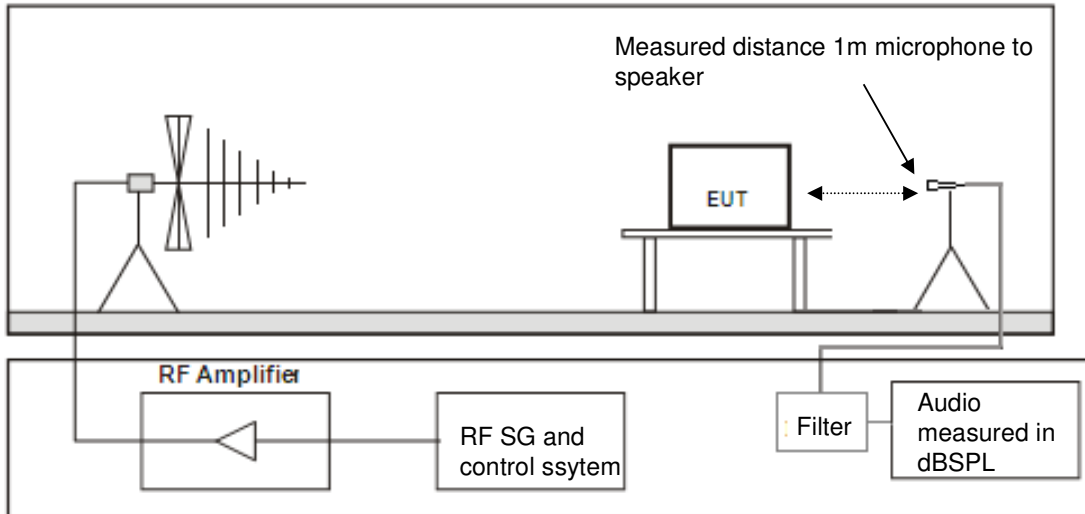 Measured distance 1m microphone to
speaker
EUT
RF Amplifier
RF SG and
control ssytem
: Filter
Audio
measured in
dBSPL